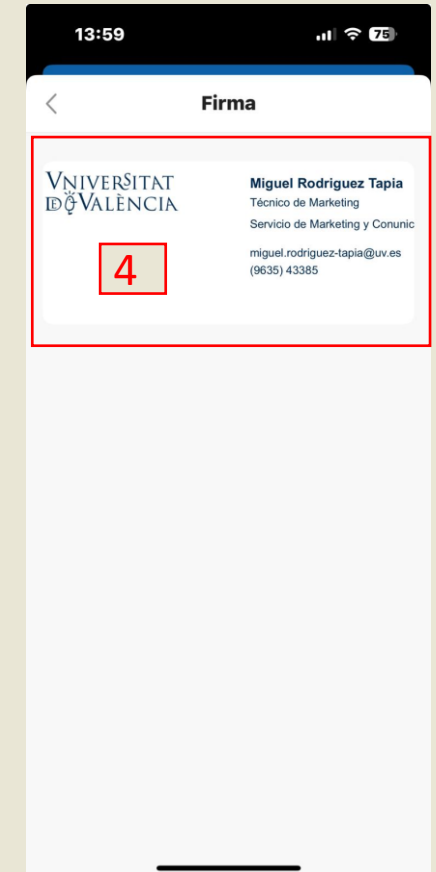 13:59
75
Firma
VNIVERSITAT
DE VALÈNCIA
Miguel Rodriguez Tapia
Técnico de Marketing
Servicio de Marketing y Conunic
miguel.rodriguez-tapia@uv.es
(9635) 43385
4